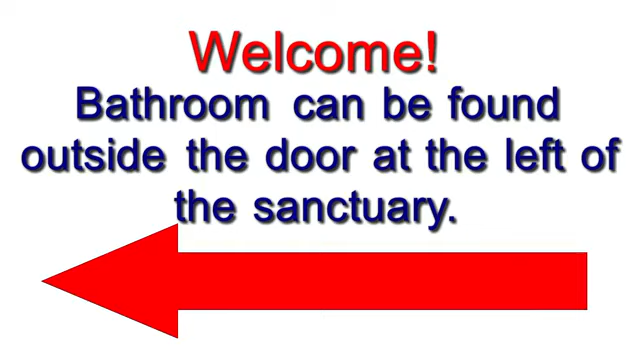 Welcome!
Bathroom can be found
outside the door at the left of
the sanctuary.